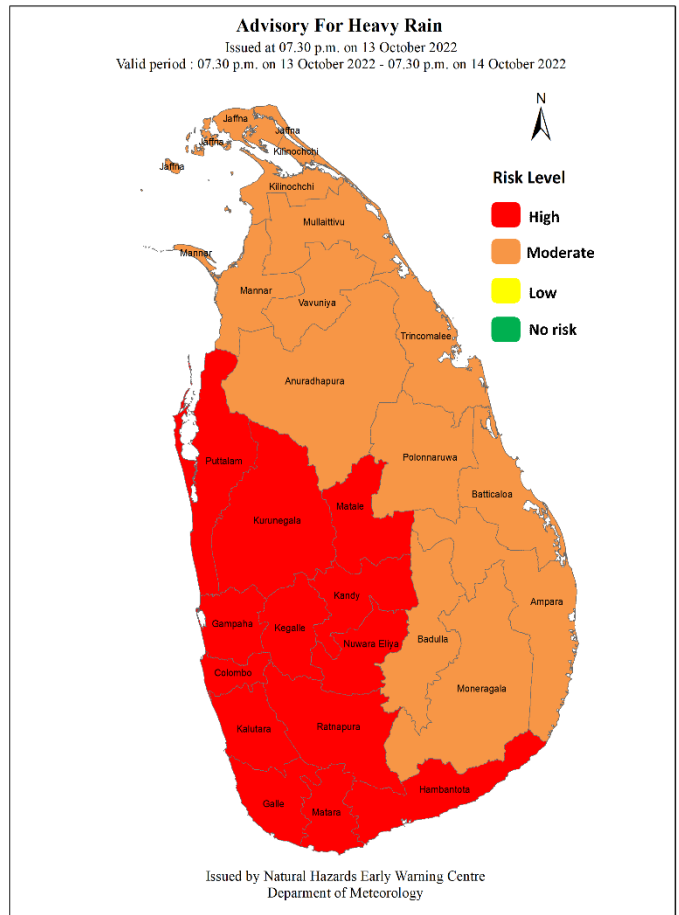 Advisory For Heavy Rain
Issued at 07.30 p.m. on 13 October 2022
Valid period : 07.30 p.m. on 13 October 2022 - 07.30 p.m. on 14 October 2022
N
Risk Level
High
Moderate
Low
No risk
Jaffna
Jaffna
Jaffna
Kilinochchi
Jaffna
Kilinochchi
Mullaittivu
Mannar
Mannar
Vavuniya
Trincomalee
Anuradhapura
Polonnaruwa
Puttalam
Batticaloa
Matale
Kurunegala
Kandy
Ampara
Gampaha
Kegalle
Nuwara Eliya
Badulla
Colombo
Moneragala
Kalutara
Ratnapura
Hambantota
Galle
Matara
Issued by Natural Hazards Early Warning Centre
Deparment of Meteorology